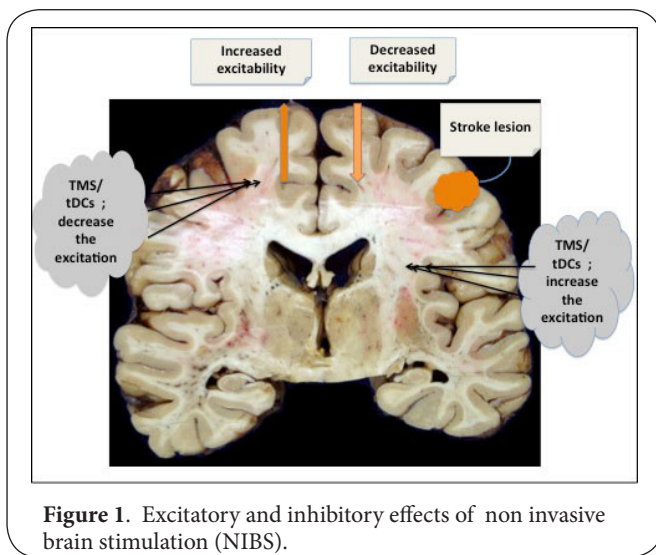 Increased
excitability
Decreased
excitability
Stroke lesion
TMS/
tDCs ;
decrease
the
excitation
TMS/
tDCs ;
increase
the
excitation
Figure 1. Excitatory and inhibitory effects of non invasive
brain stimulation (NIBS).